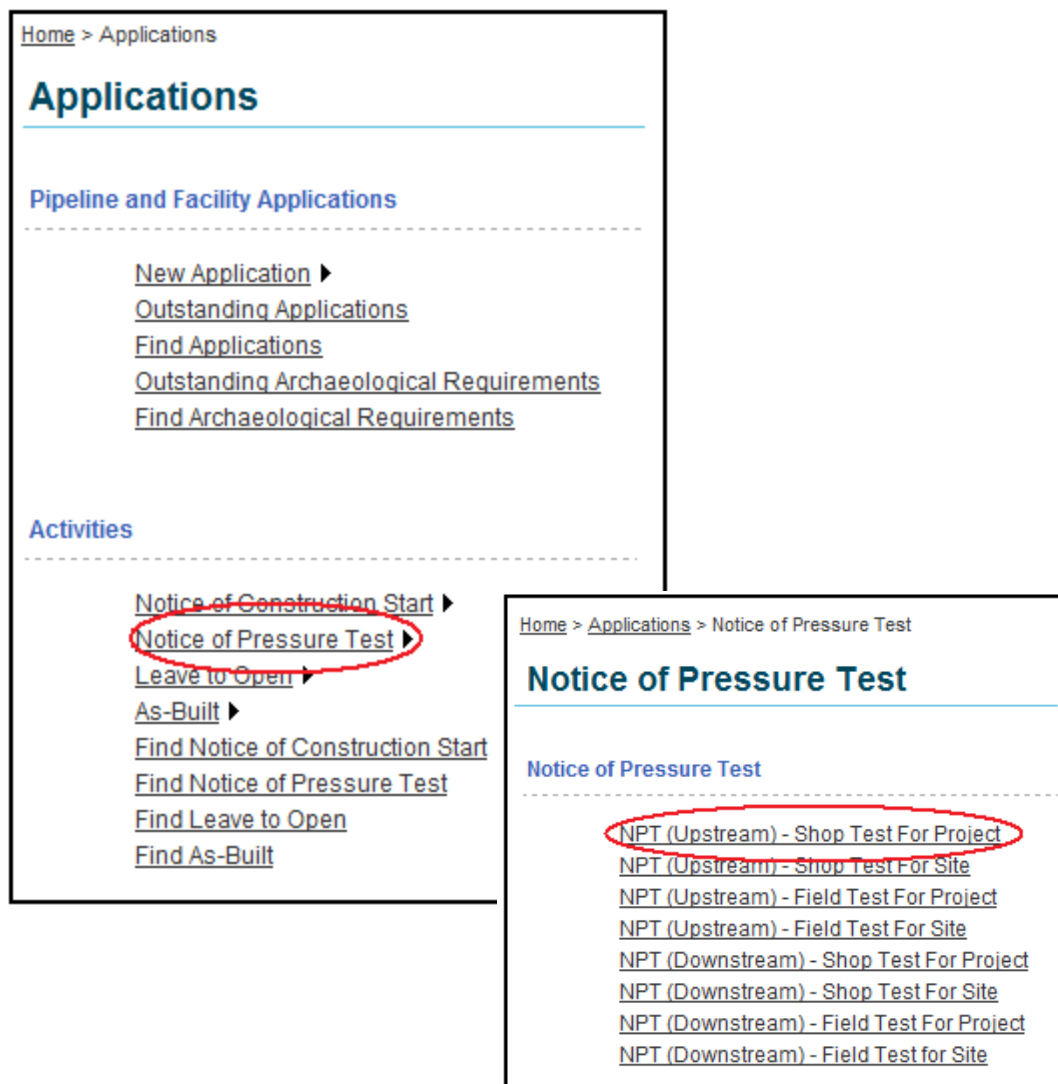 Home > Applications
Applications
Pipeline and Facility Applications
New Application
Outstanding Applications
Find Applications
Outstanding Archaeological Requirements
Find Archaeological Requirements
Activities
Notice of Construction Start
Notice of Pressure Test
Leave to Open
As-Built
Find Notice of Construction Start
Find Notice of Pressure Test
Find Leave to Open
Find As-Built
Home > Applications > Notice of Pressure Test
Notice of Pressure Test
Notice of Pressure Test
NPT (Upstream) - Shop Test For Project
NPT (Upstream) - Shop Test For Site
NPT (Upstream) - Field Test For Project
NPT (Upstream) - Field Test For Site
NPT (Downstream) - Shop Test For Project
NPT (Downstream) - Shop Test For Site
NPT (Downstream) - Field Test For Project
NPT (Downstream) - Field Test for Site